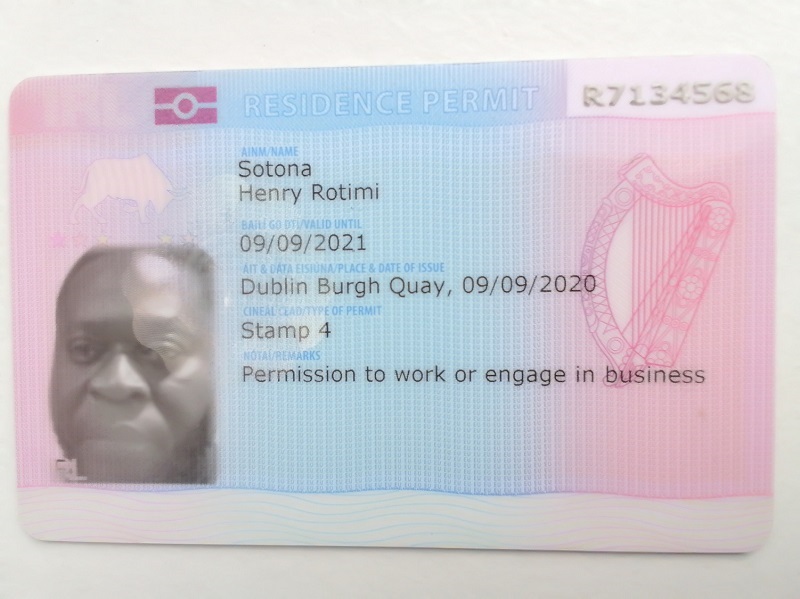 RESIDENCE PERMIT
R7134568
AINM/NAME
Sotona
Henry Rotimi
BAILÍ GO DTÍ/VALID UNTIL
09/09/2021
ÁIT & DÁTA EISIÚNA/PLACE & DATE OF ISSUE
Dublin Burgh Quay, 09/09/2020
CINEÁL CEAD/TYPE OF PERMIT
Stamp 4
NÓTAÍ/REMARKS
Permission to work or engage in business